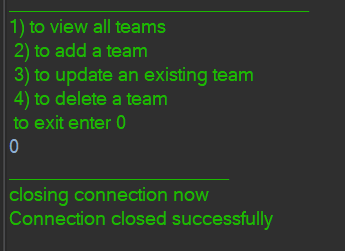 1) to view all teams
2) to add a team
3) to update an existing team
4) to delete a team
to exit enter 0
0
closing connection now
Connection closed successfully